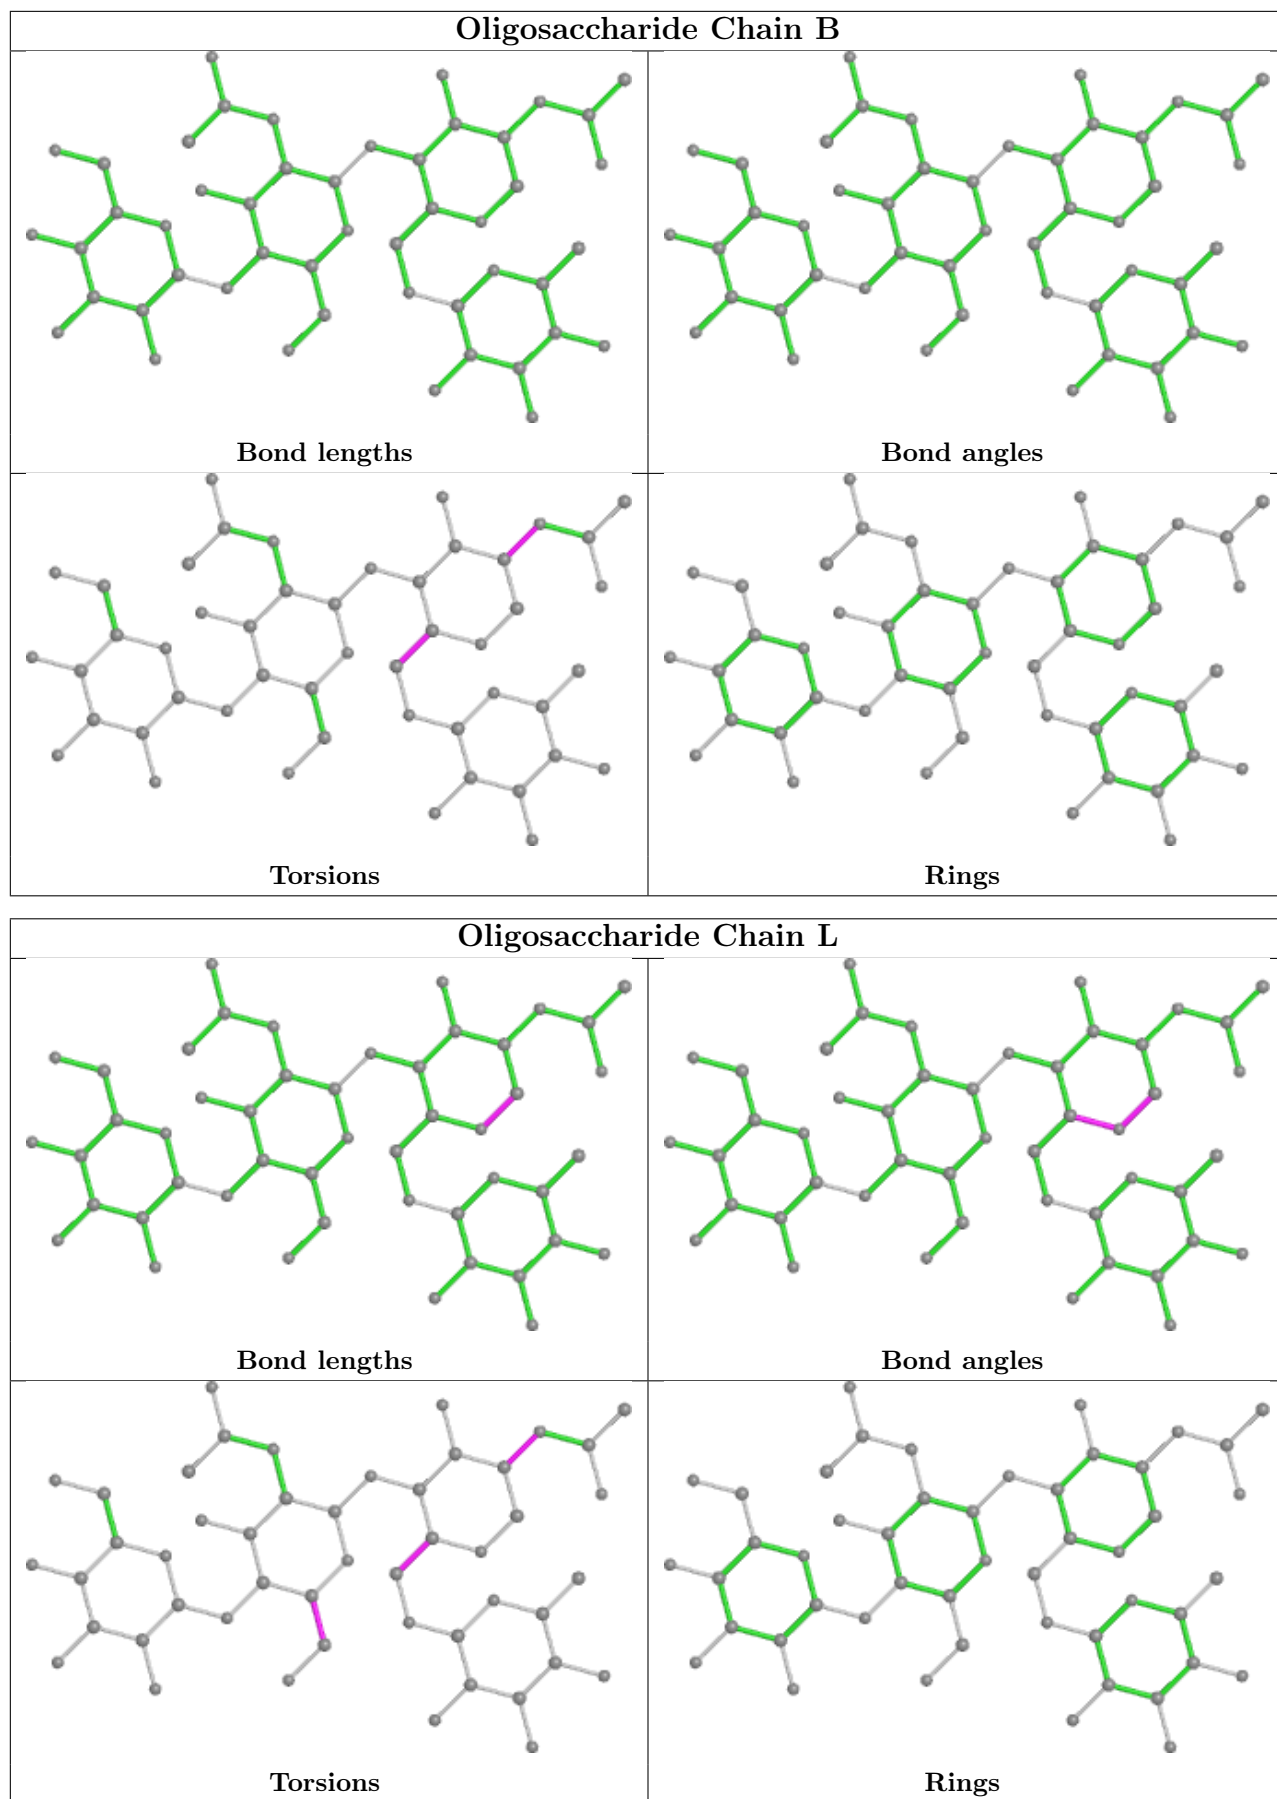 Oligosaccharide Chain B
Bond lengths
Bond angles
Torsions
Rings
Oligosaccharide Chain L
Bond lengths
Bond angles
Torsions
Rings